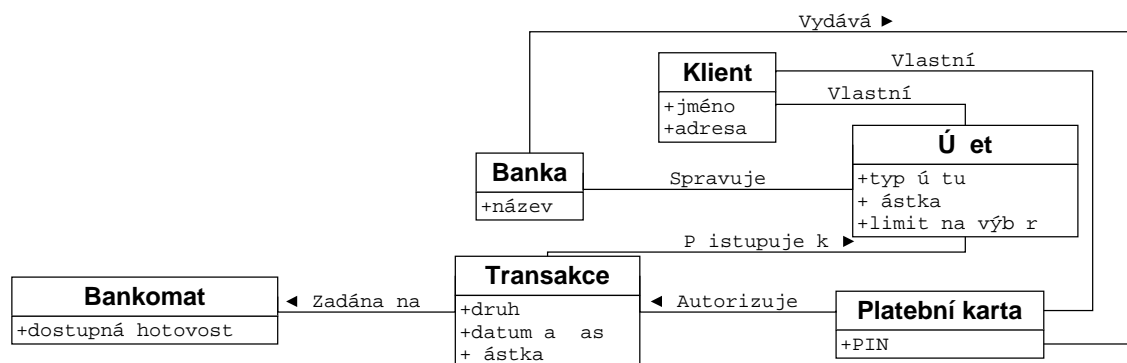 Vydává ►
Klient
+jméno
+adresa
Vlastní
Vlastní
Ú et
+typ ú tu
+ ástka
+limit na výb r
Banka
+název
Spravuje
P istupuje k ►
Bankomat
+dostupná hotovost
◄ Zadána na
Transakce
+druh
+datum a as
+ ástka
◄ Autorizuje
Platební karta
+PIN